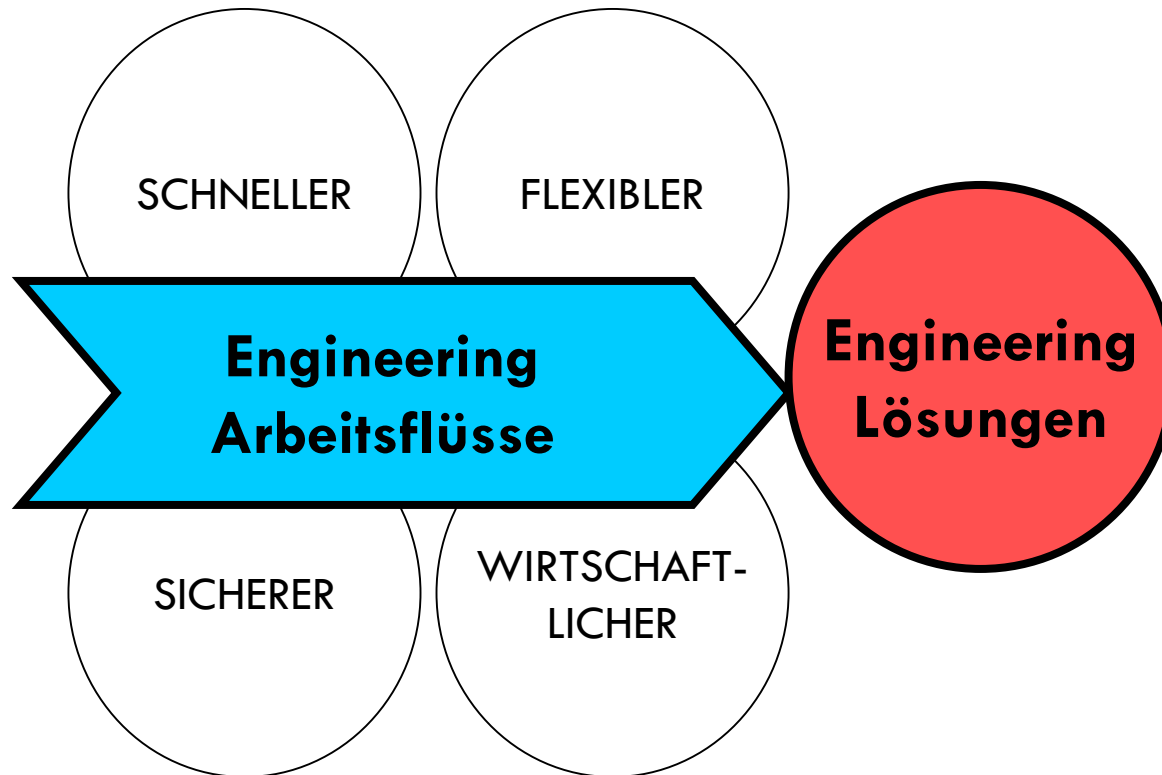 SCHNELLER
FLEXIBLER
Engineering
Arbeitsflüsse
Engineering
Lösungen
SICHERER
WIRTSCHAFT-
LICHER